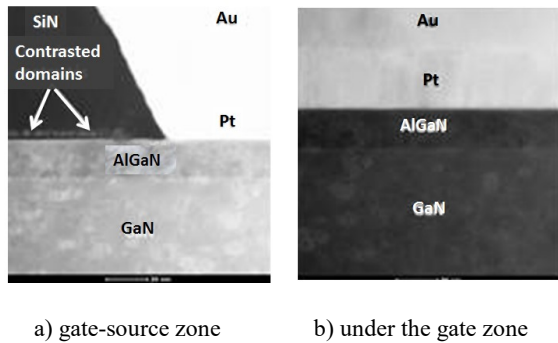 SiN
Au
Contrasted
domains
Pt
AlGaN
GaN
Au
Pt
AlGaN
GaN
a) gate-source zone
b) under the gate zone